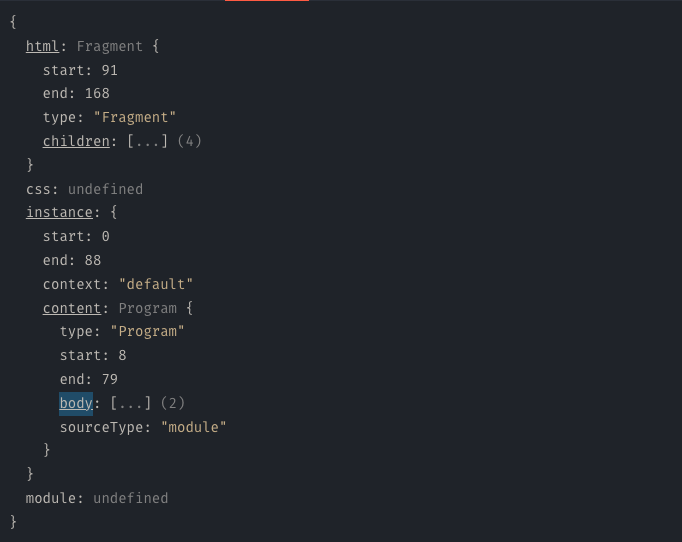 {
  html: Fragment {
    start: 91
    end: 168
    type: "Fragment"
    children: [...] (4)
  }
  css: undefined
  instance: {
    start: 0
    end: 88
    context: "default"
    content: Program {
      type: "Program"
      start: 8
      end: 79
      body: [...] (2)
      sourceType: "module"
    }
  }
  module: undefined
}